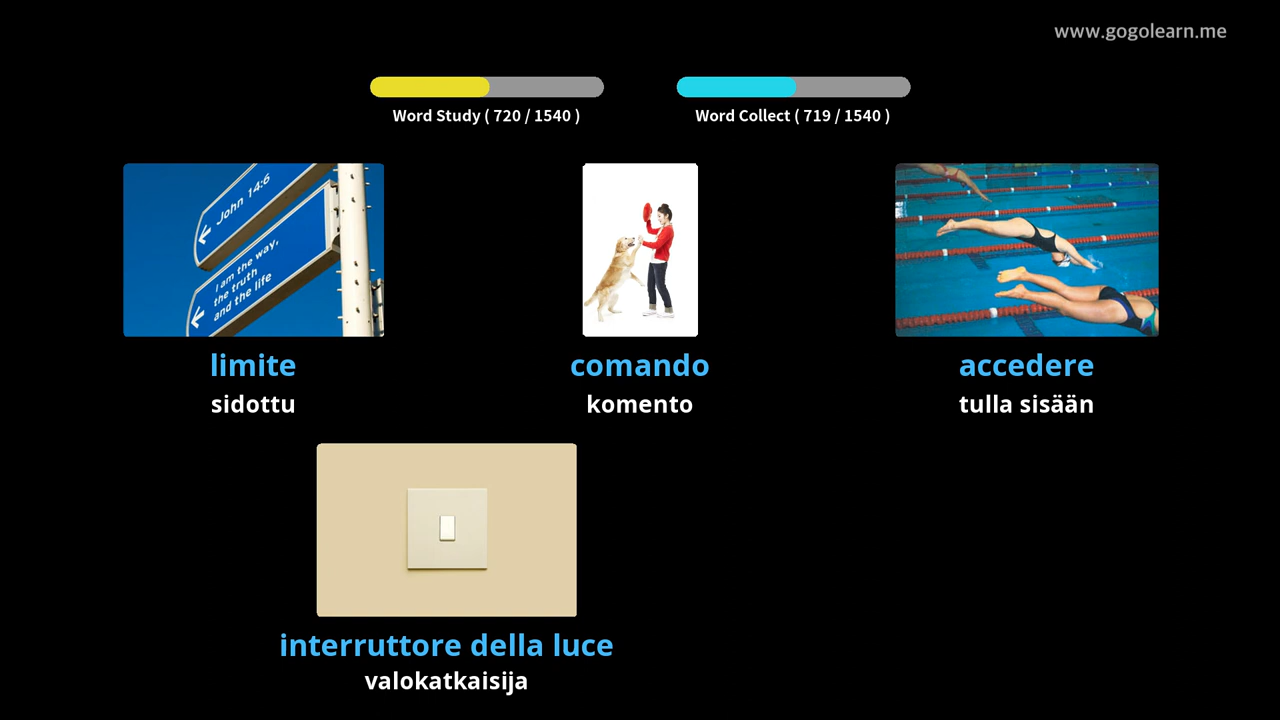 www.gogolearn.me
Word Study ( 720 / 1540 )
Word Collect ( 719 / 1540 )
John 14:6
I am the way,
the truth
and the life
limite
sidottu
comando
komento
accedere
tulla sisään
interruttore della luce
valokatkaisija